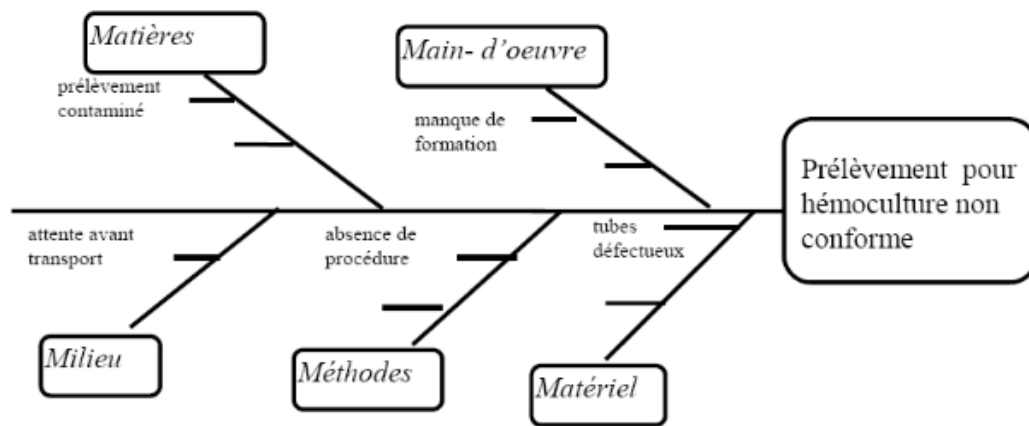 Matières
Main- d'oeuvre
prélèvement
contaminé
manque de
formation
Prélèvement pour
hémoculture non
conforme
attente avant
transport
absence de
procédure
tubes
défectueux
Milieu
Méthodes
Matériel